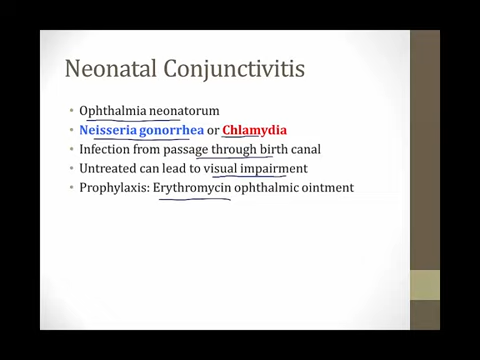 Neonatal Conjunctivitis
• Ophthalmia neonatorum
• Neisseria gonorrhea or Chlamydia
• Infection from passage through birth canal
• Untreated can lead to visual impairment
• Prophylaxis: Erythromycin ophthalmic ointment